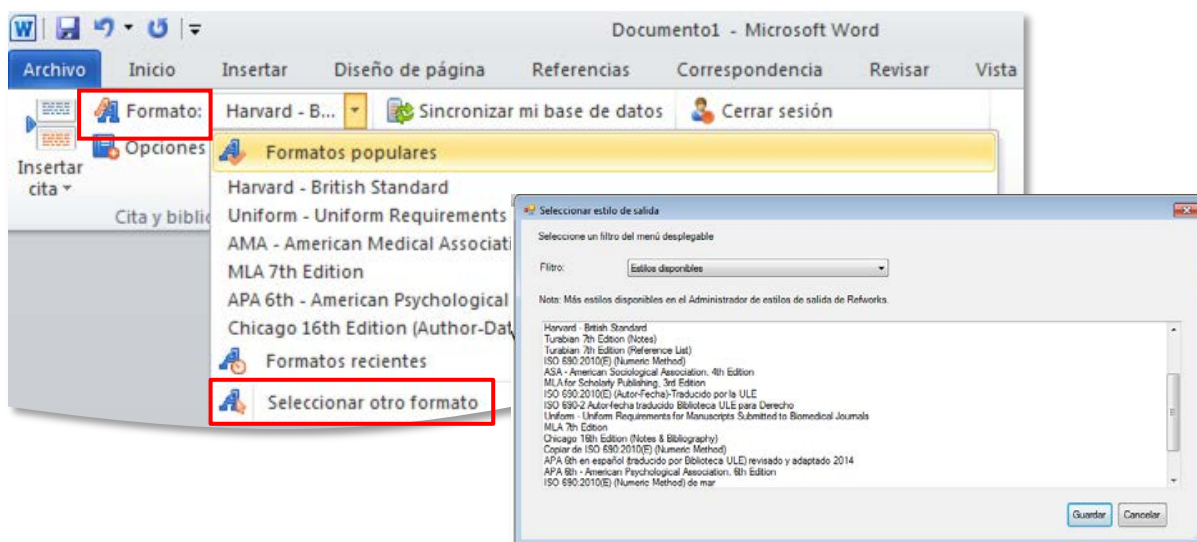 Documento1 - Microsoft Word
Archivo Inicio Insertar Diseño de página Referencias Correspondencia Revisar Vista
Formato: Harvard - B... Sincronizar mi base de datos Cerrar sesión
Opciones
Insertar
cita
Cita y biblio
Formatos populares
Harvard - British Standard
Uniform - Uniform Requirements
AMA - American Medical Associati
MLA 7th Edition
APA 6th - American Psychological
Chicago 16th Edition (Author-Dat
Formatos recientes
Seleccionar otro formato
Seleccionar estilo de salida
Seleccione un filtro del menú desplegable
Flitro: Estilos disponibles
Nota: Más estilos disponibles en el Administrador de estilos de salida de Refworks.
Harvard - British Standard
Turabian 7th Edition (Notes)
Turabian 7th Edition (Reference List)
ISO 690:2010(E) (Numeric Method)
ASA - American Sociological Association, 4th Edition
MLA for Scholarly Publishing, 3rd Edition
ISO 690:2010(E) (Autor-Fecha)-Traducido por la ULE
ISO 690-2 Autor-fecha traducido Biblioteca ULE para Derecho
Uniform - Uniform Requirements for Manuscripts Submitted to Biomedical Journals
MLA 7th Edition
Chicago 16th Edition (Notes & Bibliography)
Copiar de ISO 690:2010(E) (Numeric Method)
APA 6th en español (traducido por Biblioteca ULE) revisado y adaptado 2014
APA 6th - American Psychological Association, 6th Edition
ISO 690:2010(E) (Numeric Method) de mar
Guardar Cancelar